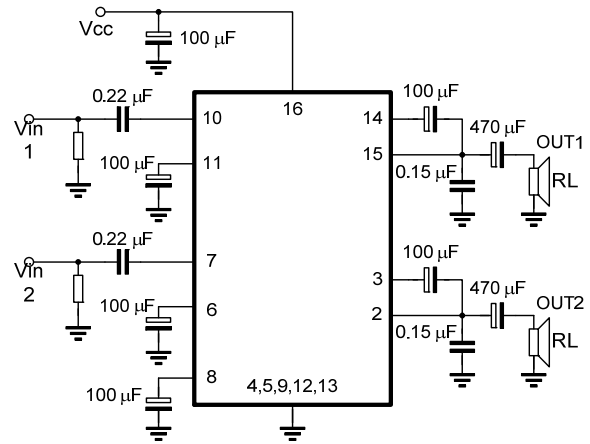 Vcc
100 µF
0.22 µF
Vin
1
10
16
100 µF
11
14
100 µF
15
470 µF
OUT1
0.15 µF
RL
0.22 µF
Vin
2
7
100 µF
6
3
100 µF
2
470 µF
OUT2
0.15 µF
RL
100 µF
8
4,5,9,12,13